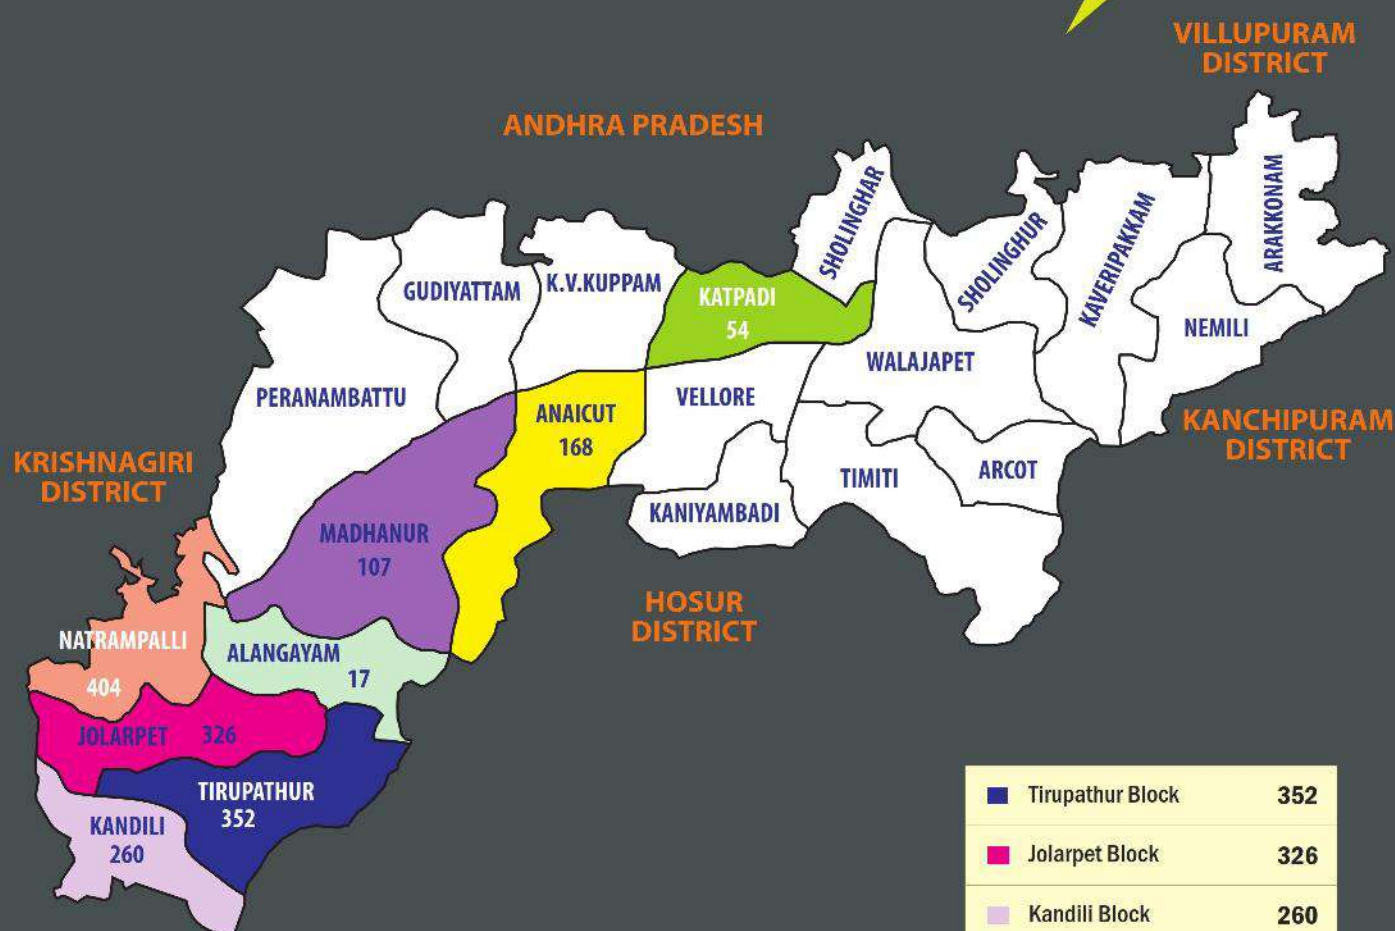 VILLUPURAM
DISTRICT
ANDHRA PRADESH
ARAKKONAM
SHOLINGHAR
KAVERIPAKKAM
SHOLINGHUR
GUDIYATTAM
K.V.KUPPAM
KATPADI
54
NEMILI
WALAJAPET
PERANAMBATTU
ANAICUT
168
VELLORE
KANCHIPURAM
DISTRICT
KRISHNAGIRI
DISTRICT
TIMITI
ARCOT
KANIYAMBADI
MADHANUR
107
HOSUR
DISTRICT
NATRAMPALLI
404
ALANGAYAM
17
JOLARPET 326
TIRUPATHUR
352
KANDILI
260
Tirupathur Block 352
Jolarpet Block 326
Kandili Block 260